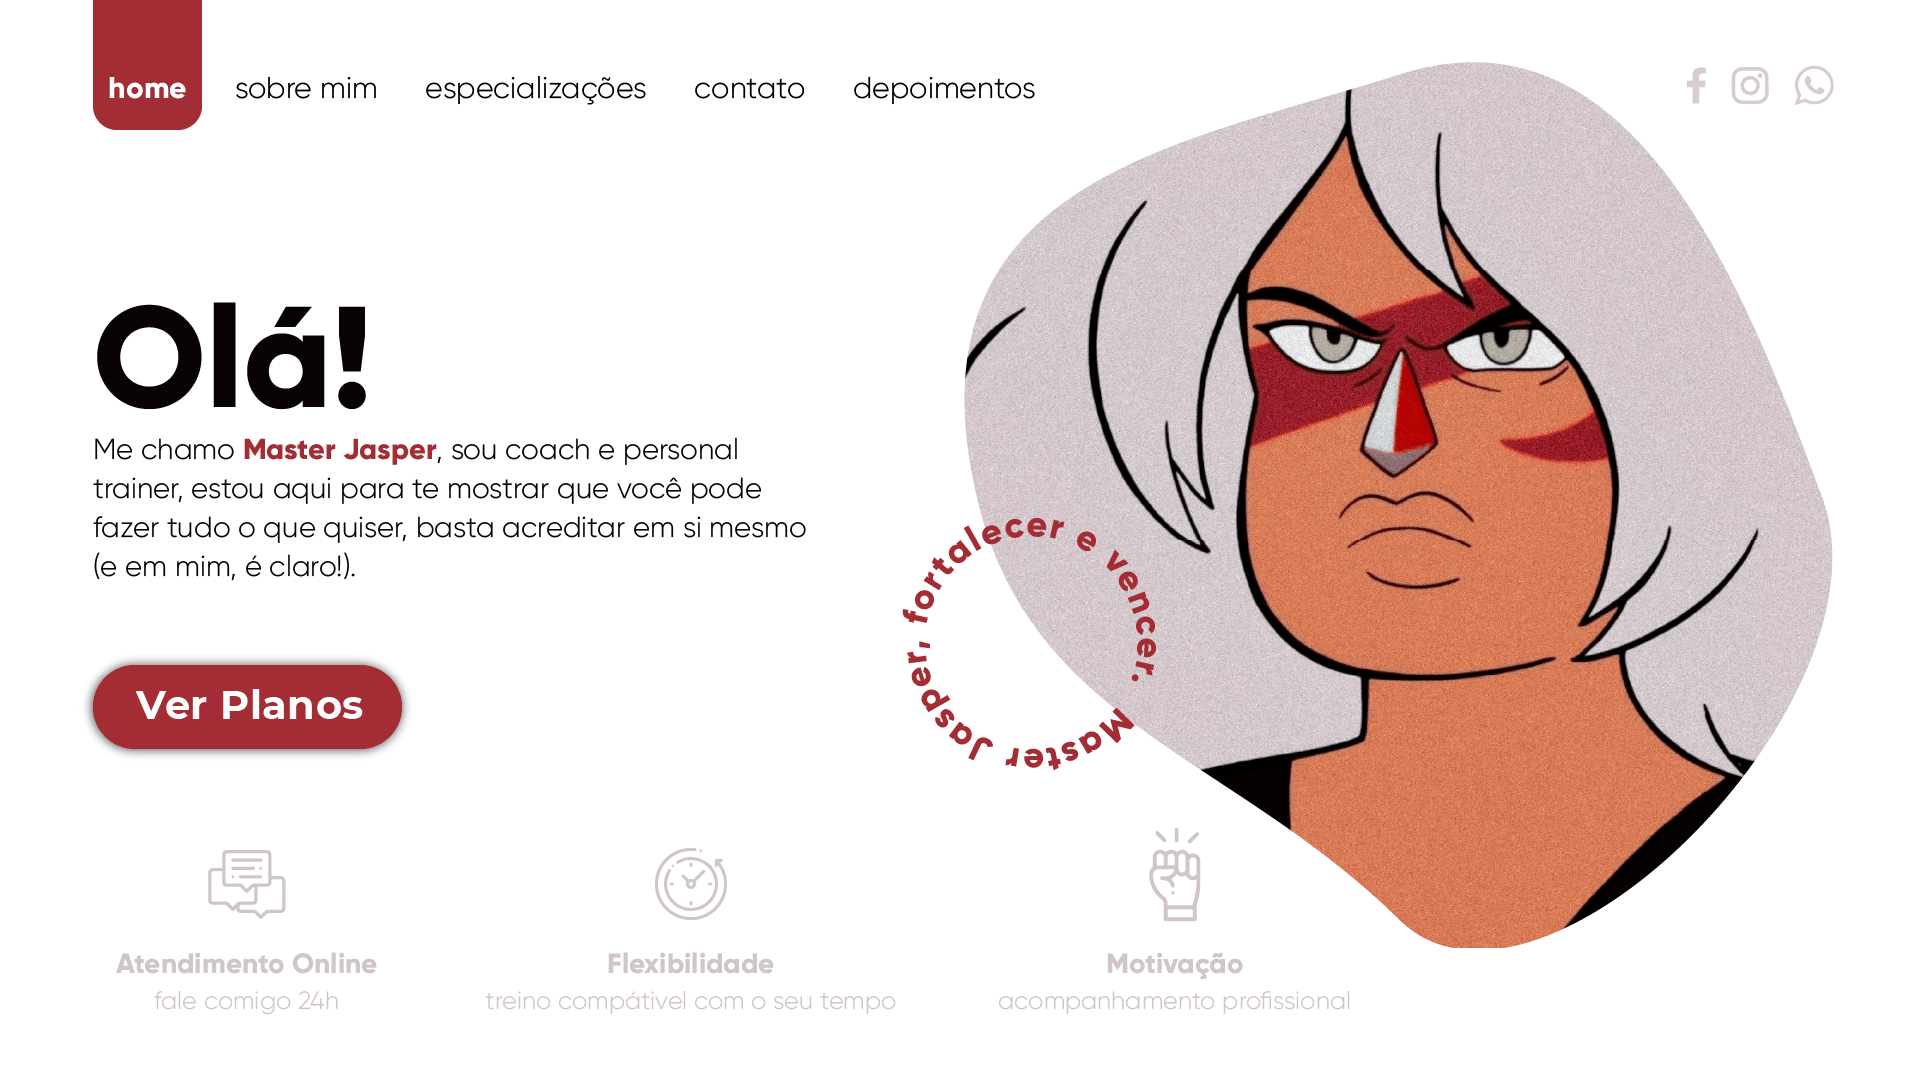 home sobre mim especializações contato depoimentos
Olá!
Me chamo Master Jasper, sou coach e personal
trainer, estou aqui para te mostrar que você pode
fazer tudo o que quiser, basta acreditar em si mesmo
(e em mim, é claro!).
Ver Planos
Master Jasper, fortalecer e vencer.
Atendimento Online
fale comigo 24h
Flexibilidade
treino compátivel com o seu tempo
Motivação
acompanhamento profissional